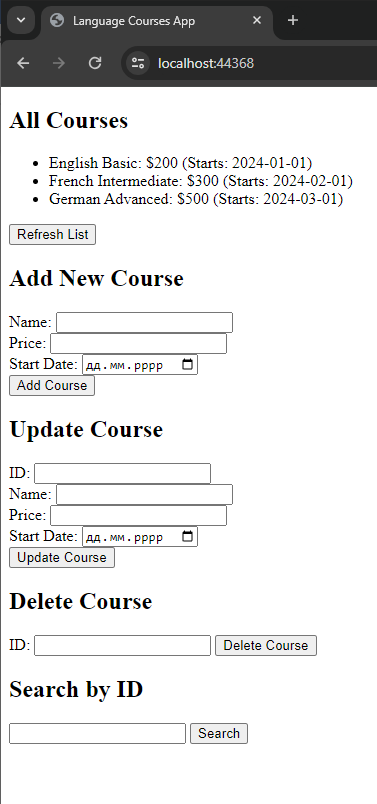 Language Courses App
localhost:44368
All Courses
English Basic: $200 (Starts: 2024-01-01)
French Intermediate: $300 (Starts: 2024-02-01)
German Advanced: $500 (Starts: 2024-03-01)
Refresh List
Add New Course
Name:
Price:
Start Date: дд.мм.рррр
Add Course
Update Course
ID:
Name:
Price:
Start Date: дд.мм.рррр
Update Course
Delete Course
ID: Delete Course
Search by ID
Search